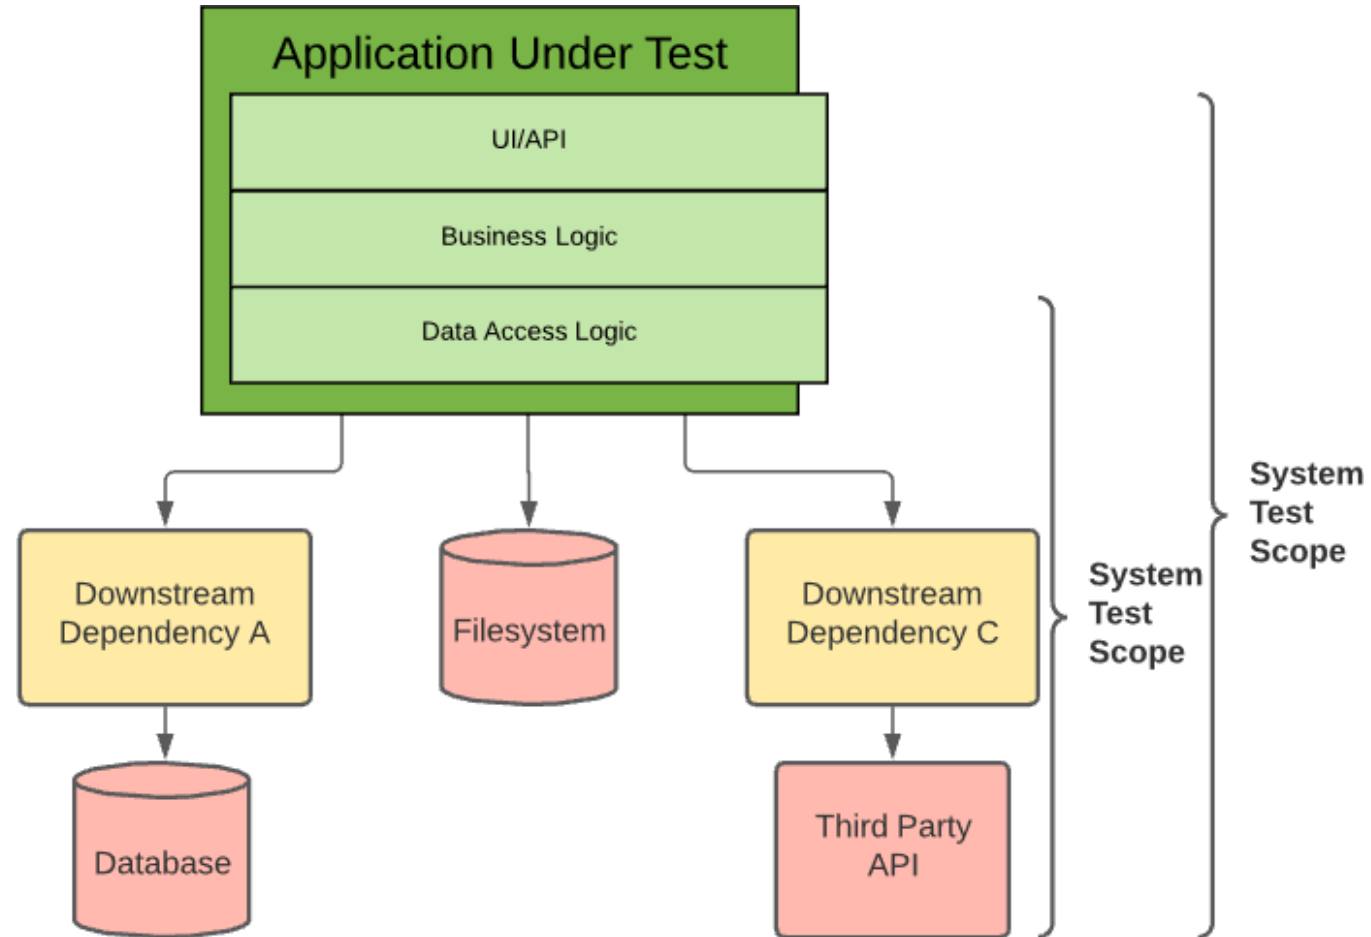 Application Under Test
UI/API
Business Logic
Data Access Logic
Downstream
Dependency A
Filesystem
Downstream
Dependency C
Database
Third Party
API
System
Test
Scope
System
Test
Scope